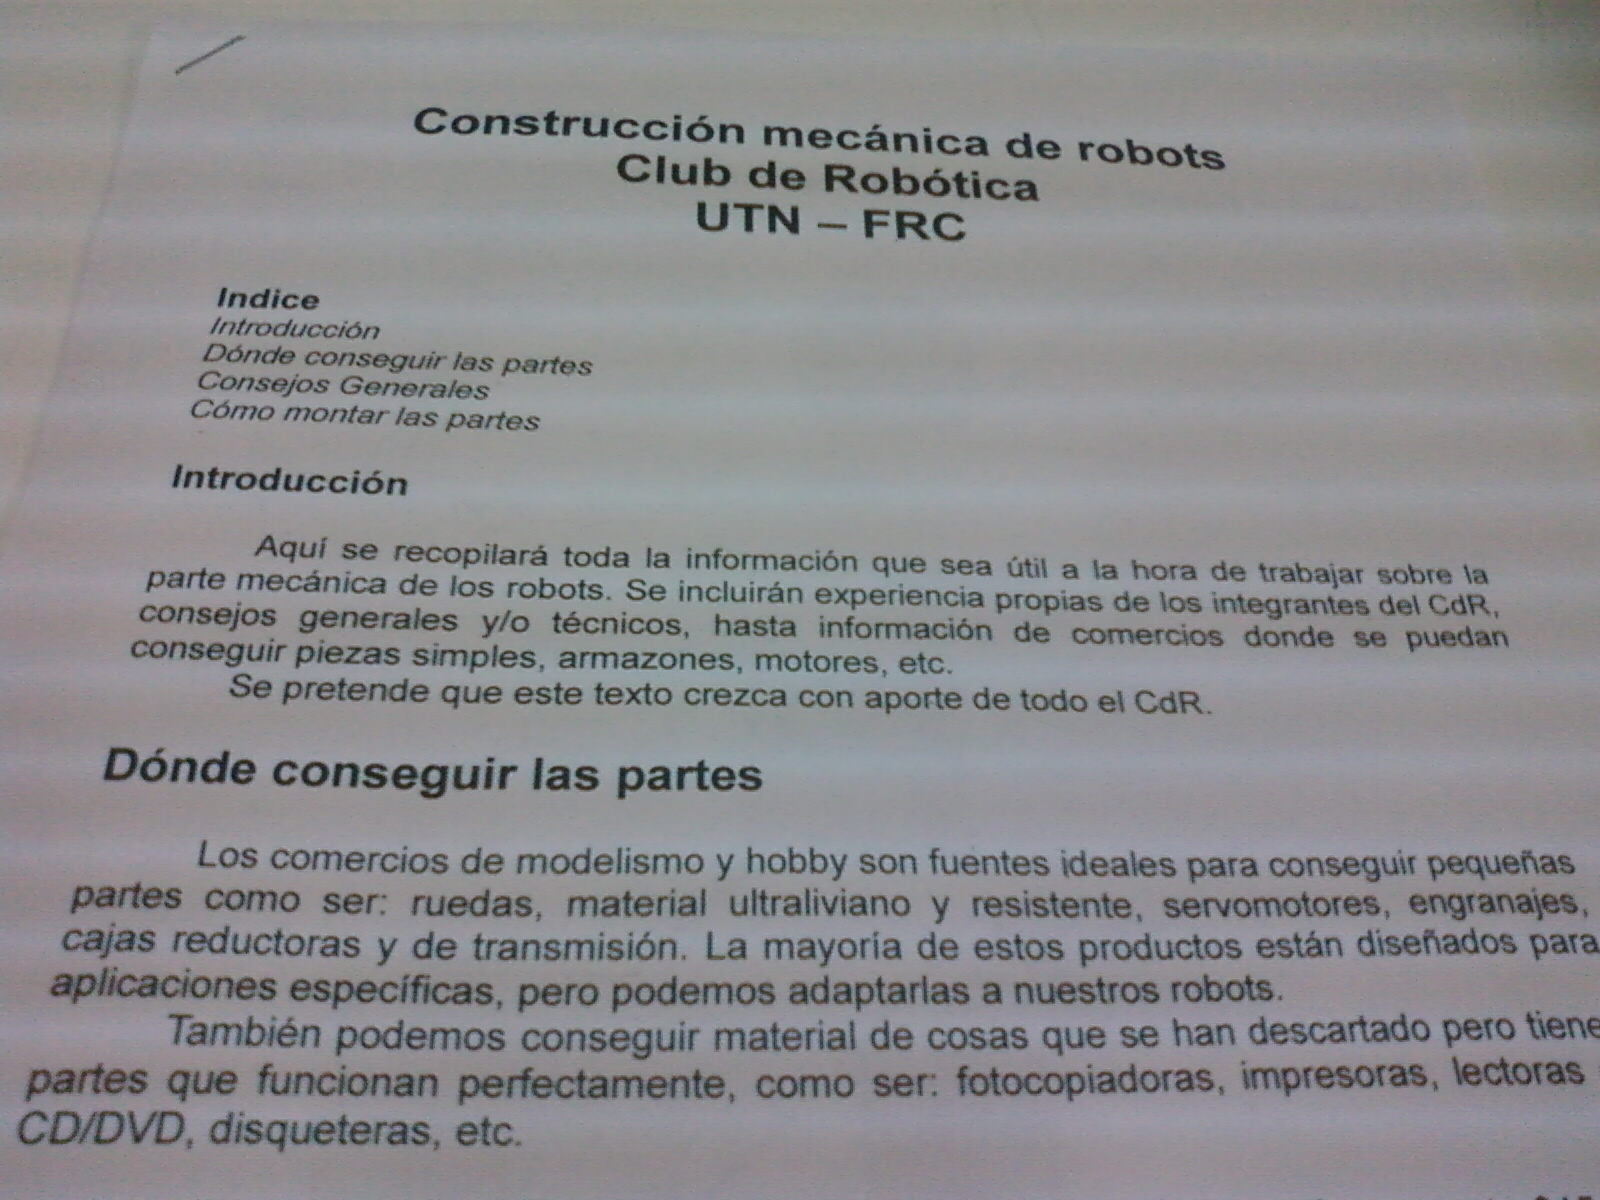 Construcción mecánica de robots
Club de Robótica
UTN – FRC
Indice
Introducción
Dónde conseguir las partes
Consejos Generales
Cómo montar las partes
Introducción
Aquí se recopilará toda la información que sea útil a la hora de trabajar sobre la
parte mecánica de los robots. Se incluirán experiencia propias de los integrantes del CdR,
consejos generales y/o técnicos, hasta información de comercios donde se puedan
conseguir piezas simples, armazones, motores, etc.
Se pretende que este texto crezca con aporte de todo el CdR.
Dónde conseguir las partes
Los comercios de modelismo y hobby son fuentes ideales para conseguir pequeñas
partes como ser: ruedas, material ultraliviano y resistente, servomotores, engranajes,
cajas reductoras y de transmisión. La mayoría de estos productos están diseñados para
aplicaciones específicas, pero podemos adaptarlas a nuestros robots.
También podemos conseguir material de cosas que se han descartado pero tiene
partes que funcionan perfectamente, como ser: fotocopiadoras, impresoras, lectoras
CD/DVD, disqueteras, etc.